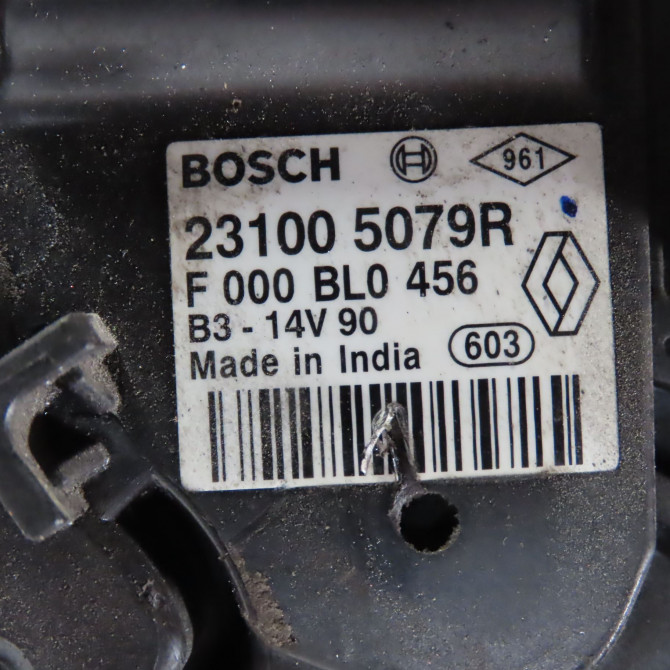 BOSCH 961
23100 5079R
F 000 BL0 456
B3 - 14V 90
Made in India 603